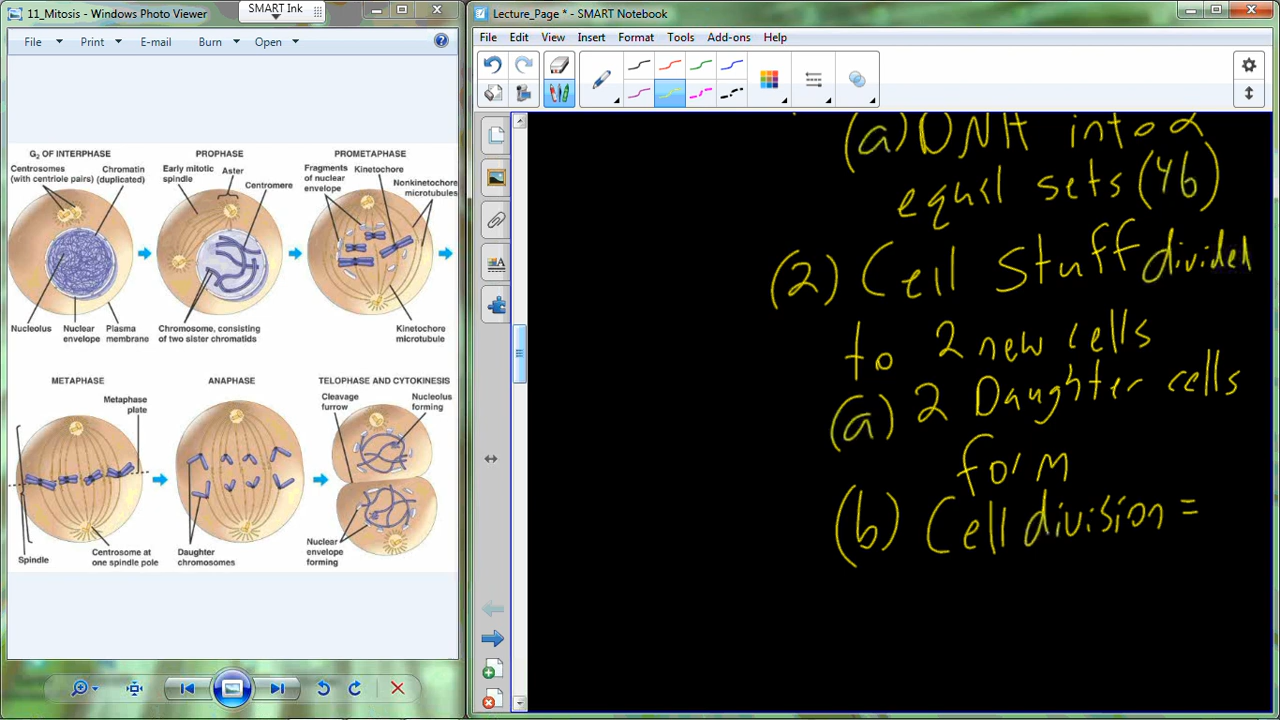 11_Mitosis - Windows Photo Viewer
SMART Ink
File Print E-mail Burn Open
G2 OF INTERPHASE
PROPHASE
PROMETAPHASE
Centrosomes
(with centriole pairs)
Chromatin
(duplicated)
Early mitotic
spindle
Aster
Centromere
Fragments
of nuclear
envelope
Kinetochore
Nonkinetochore
microtubules
Nucleolus
Nuclear
envelope
Plasma
membrane
Chromosome, consisting
of two sister chromatids
Kinetochore
microtubule
METAPHASE
ANAPHASE
TELOPHASE AND CYTOKINESIS
Metaphase
plate
Cleavage
furrow
Nucleolus
forming
Spindle
Centrosome at
one spindle pole
Daughter
chromosomes
Nuclear
envelope
forming
Lecture_Page * - SMART Notebook
File Edit View Insert Format Tools Add-ons Help
(a) DNA into 2
equal sets (46)
(2) Cell Stuff divided
to 2 new cells
(a) 2 Daughter cells
form
(b) Cell division =